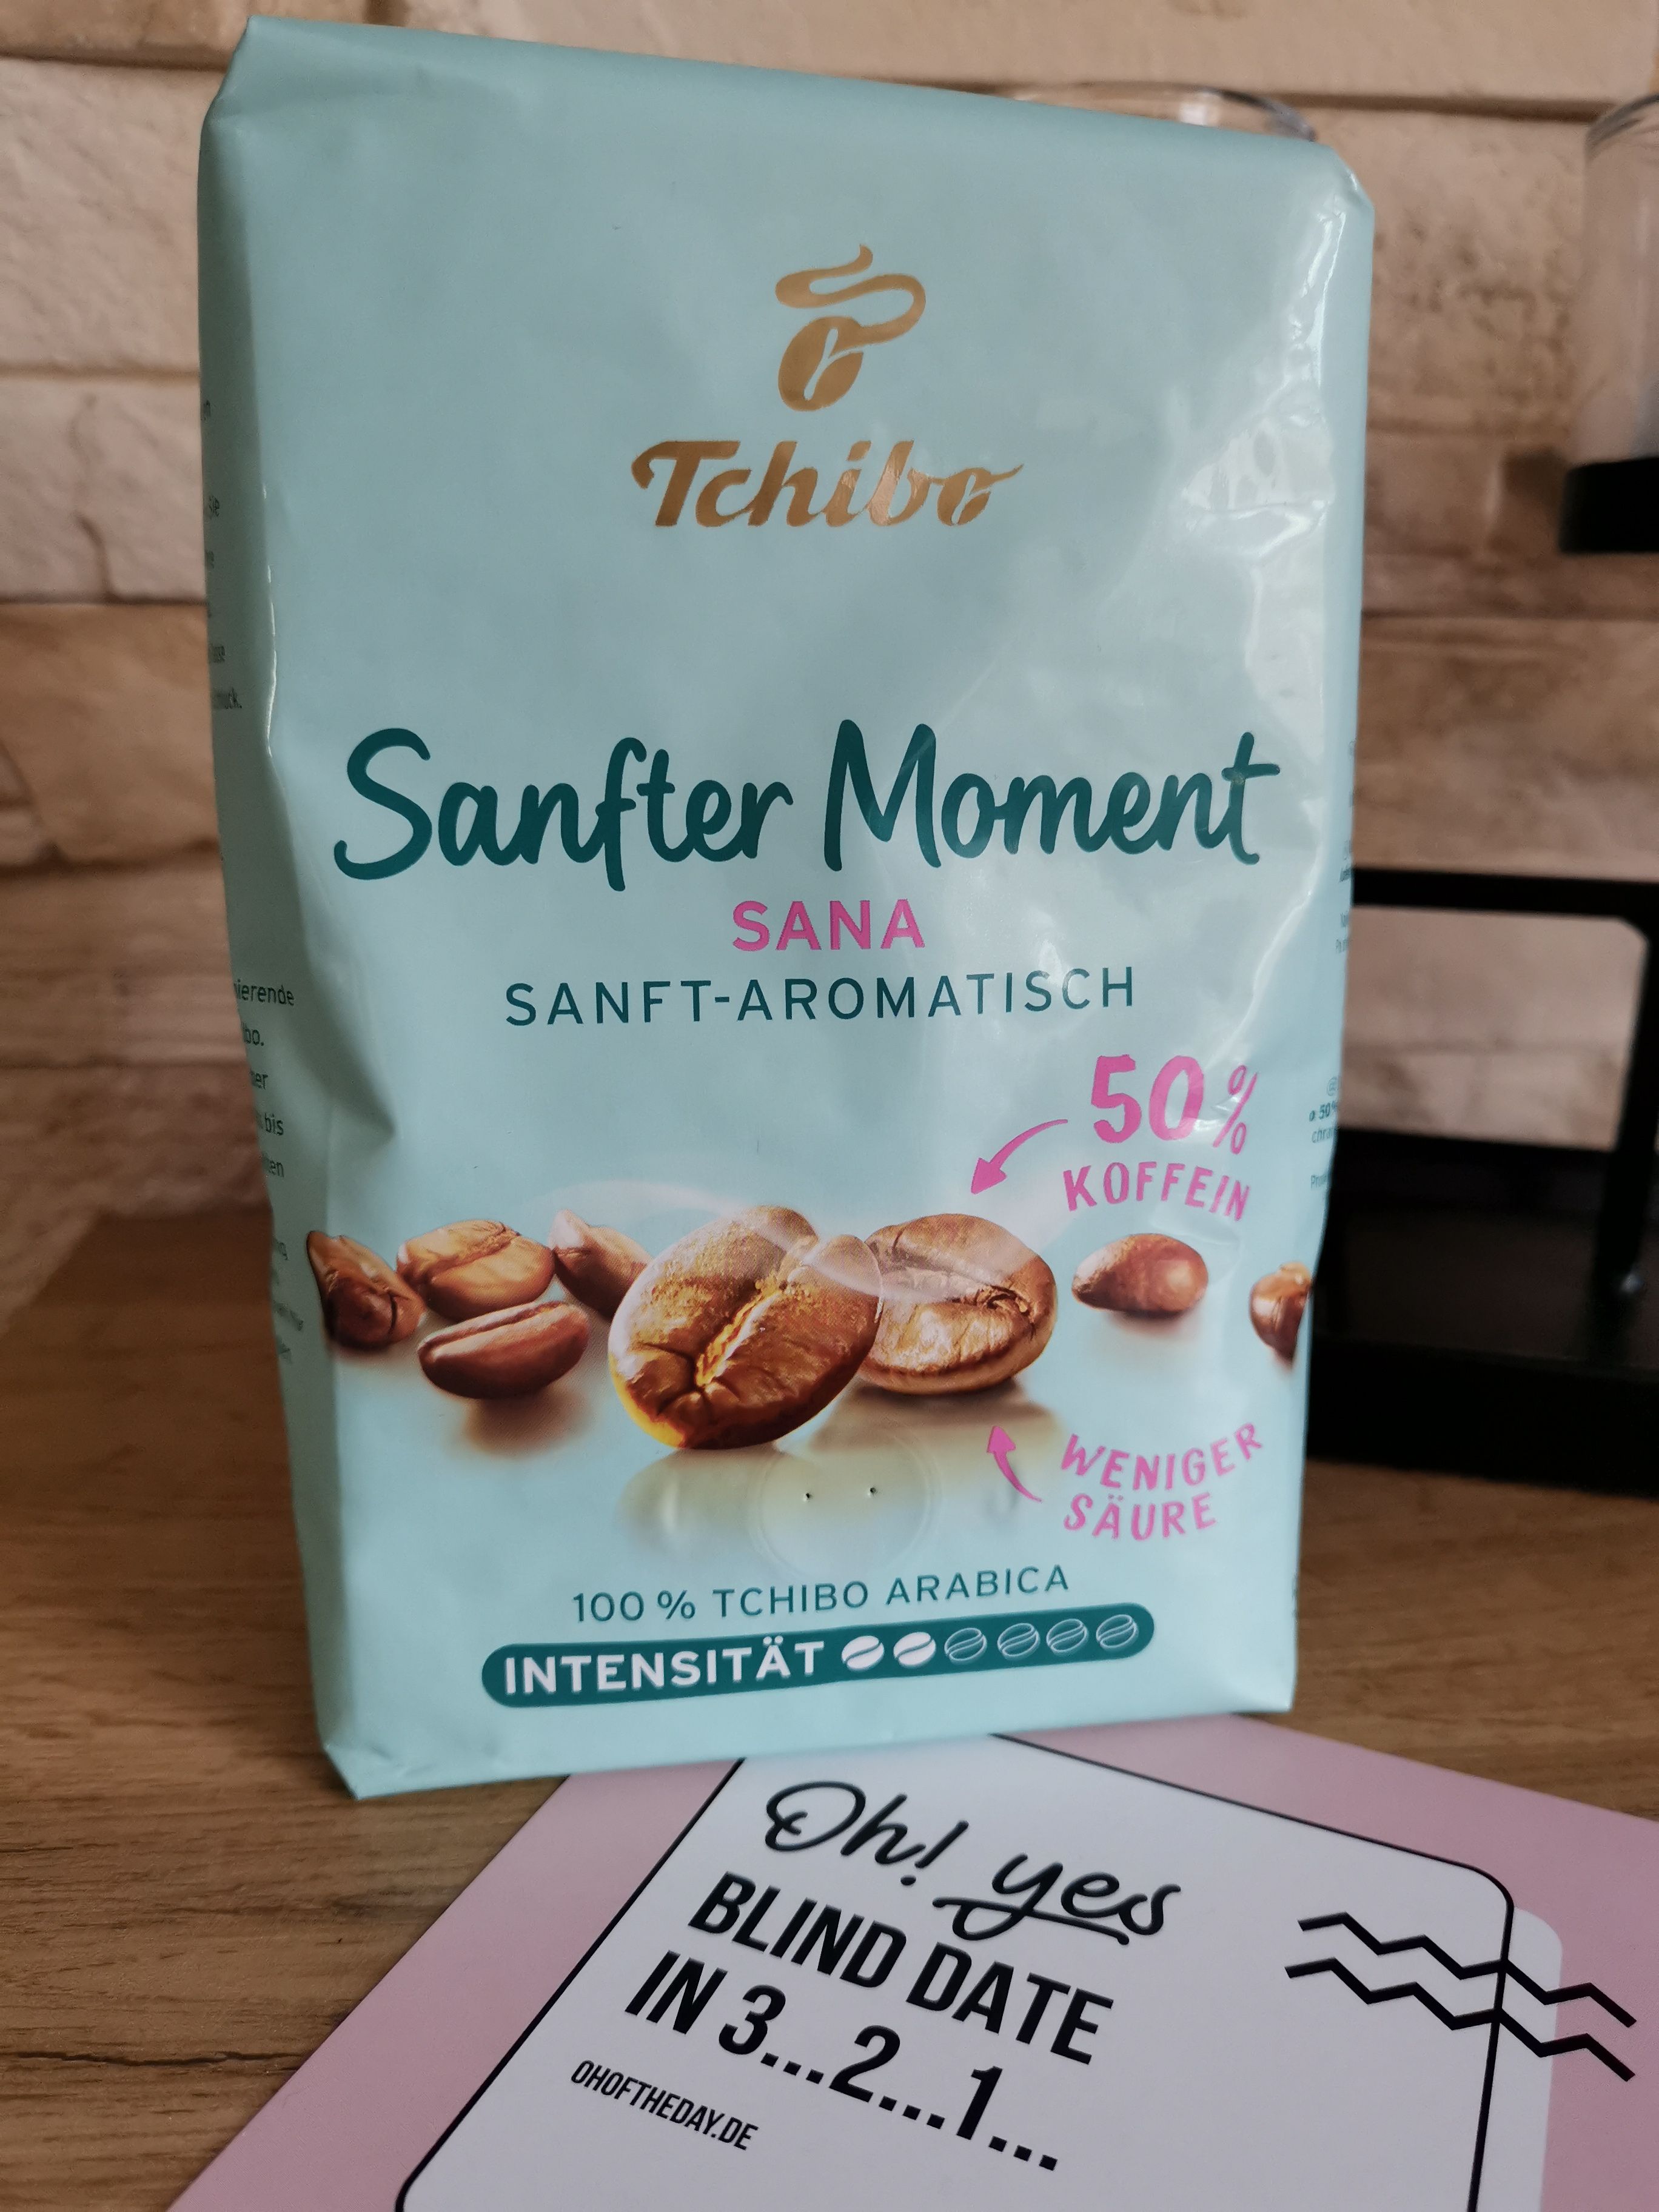 Tchibo
Sanfter Moment
SANA
SANFT-AROMATISCH
50%
KOFFEIN
WENIGER
SÄURE
100 % TCHIBO ARABICA
INTENSITÄT
Oh! yes
BLIND DATE
IN 3...2...1...
OHOFTHEDAY.DE
bis